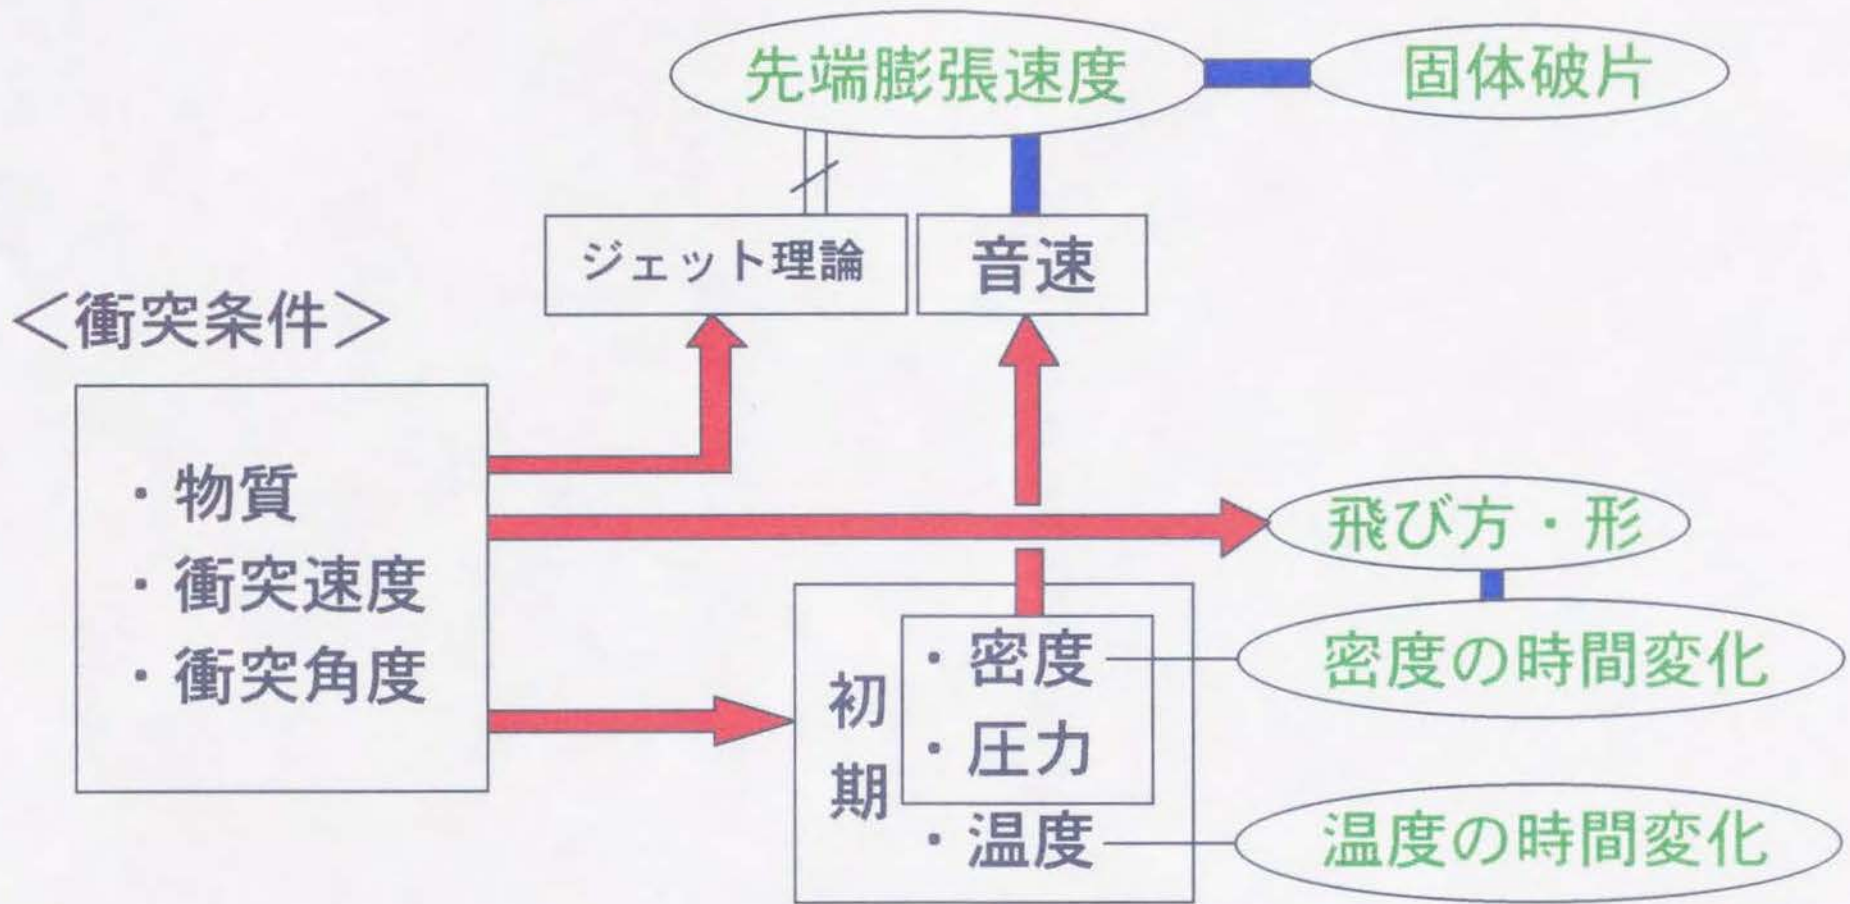 先端膨張速度
固体破片
ジェット理論
音速
＜衝突条件＞
・物質
・衝突速度
・衝突角度
飛び方・形
初期
・密度
・圧力
・温度
密度の時間変化
温度の時間変化